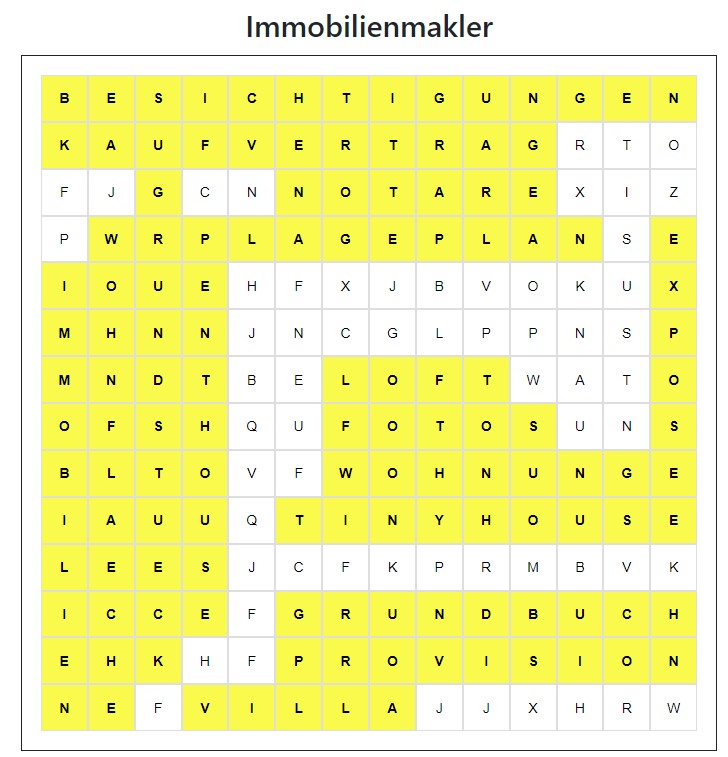 Immobilienmakler
B E S I C H T I G U N G E N
K A U F V E R T R A G R T O
F J G C N N O T A R E X I Z
P W R P L A G E P L A N S E
I O U E H F X J B V O K U X
M H N N J N C G L P P N S P
M N D T B E L O F T W A T O
O F S H Q U F O T O S U N S
B L T O V F W O H N U N G E
I A U U Q T I N Y H O U S E
L E E S J C F K P R M B V K
I C C E F G R U N D B U C H
E H K H F P R O V I S I O N
N E F V I L L A J J X H R W